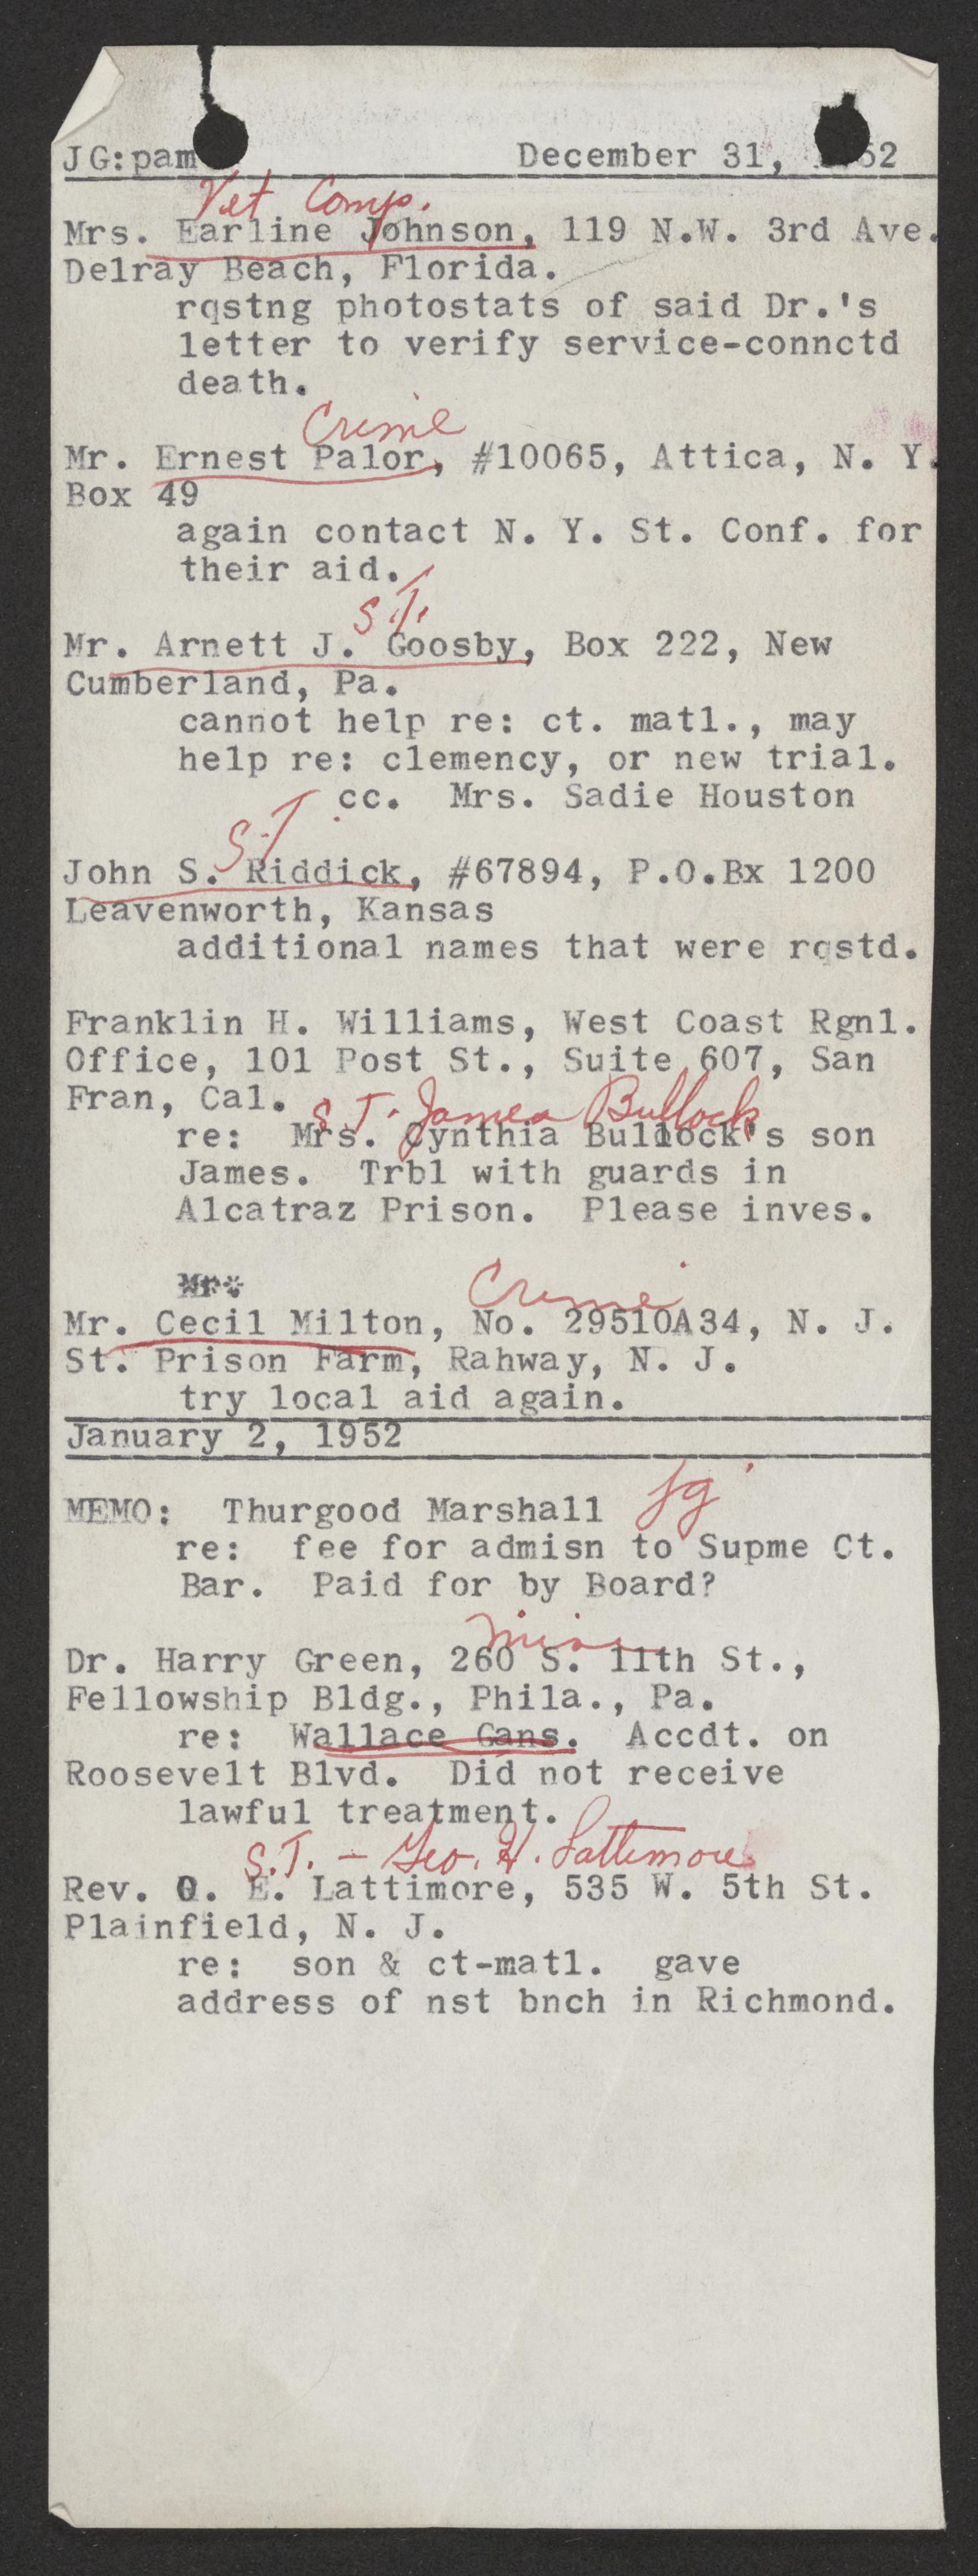 JG:pam December 31, 1952
Vet Comp.
Mrs. Earline Johnson, 119 N.W. 3rd Ave.
Delray Beach, Florida.
rqstng photostats of said Dr.'s
letter to verify service-connctd
death.
Crime
Mr. Ernest Palor, #10065, Attica, N. Y.
Box 49
again contact N. Y. St. Conf. for
their aid.
S.T.
Mr. Arnett J. Goosby, Box 222, New
Cumberland, Pa.
cannot help re: ct. matl., may
help re: clemency, or new trial.
cc. Mrs. Sadie Houston
S.T
John S. Riddick, #67894, P.O.Bx 1200
Leavenworth, Kansas
additional names that were rqstd.
Franklin H. Williams, West Coast Rgnl.
Office, 101 Post St., Suite 607, San
Fran, Cal.
S T. James Bullock
re: Mrs. Cynthia Bullock's son
James. Trbl with guards in
Alcatraz Prison. Please inves.
Mr*
Crime
Mr. Cecil Milton, No. 29510A34, N. J.
St. Prison Farm, Rahway, N. J.
try local aid again.
January 2, 1952
jg
MEMO: Thurgood Marshall
re: fee for admisn to Supme Ct.
Bar. Paid for by Board?
misc
Dr. Harry Green, 260 S. 11th St.,
Fellowship Bldg., Phila., Pa.
re: Wallace Gans. Accdt. on
Roosevelt Blvd. Did not receive
lawful treatment.
S.T. - Geo. H. Lattimore
Rev. O. E. Lattimore, 535 W. 5th St.
Plainfield, N. J.
re: son & ct-matl. gave
address of nst bnch in Richmond.